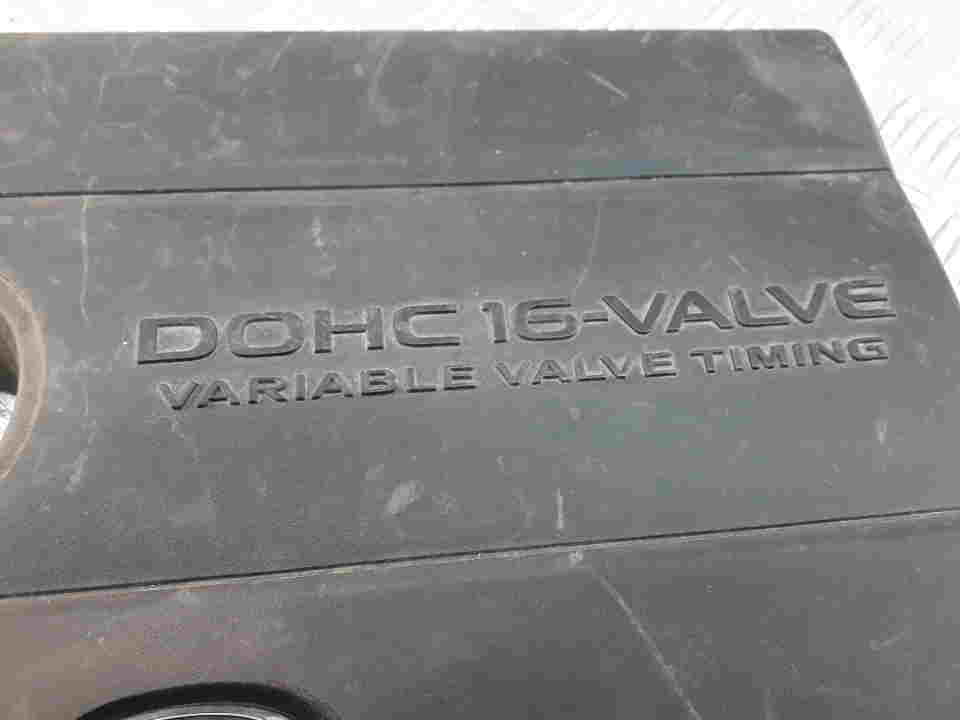 DOHC 16-VALVE
VARIABLE VALVE TIMING